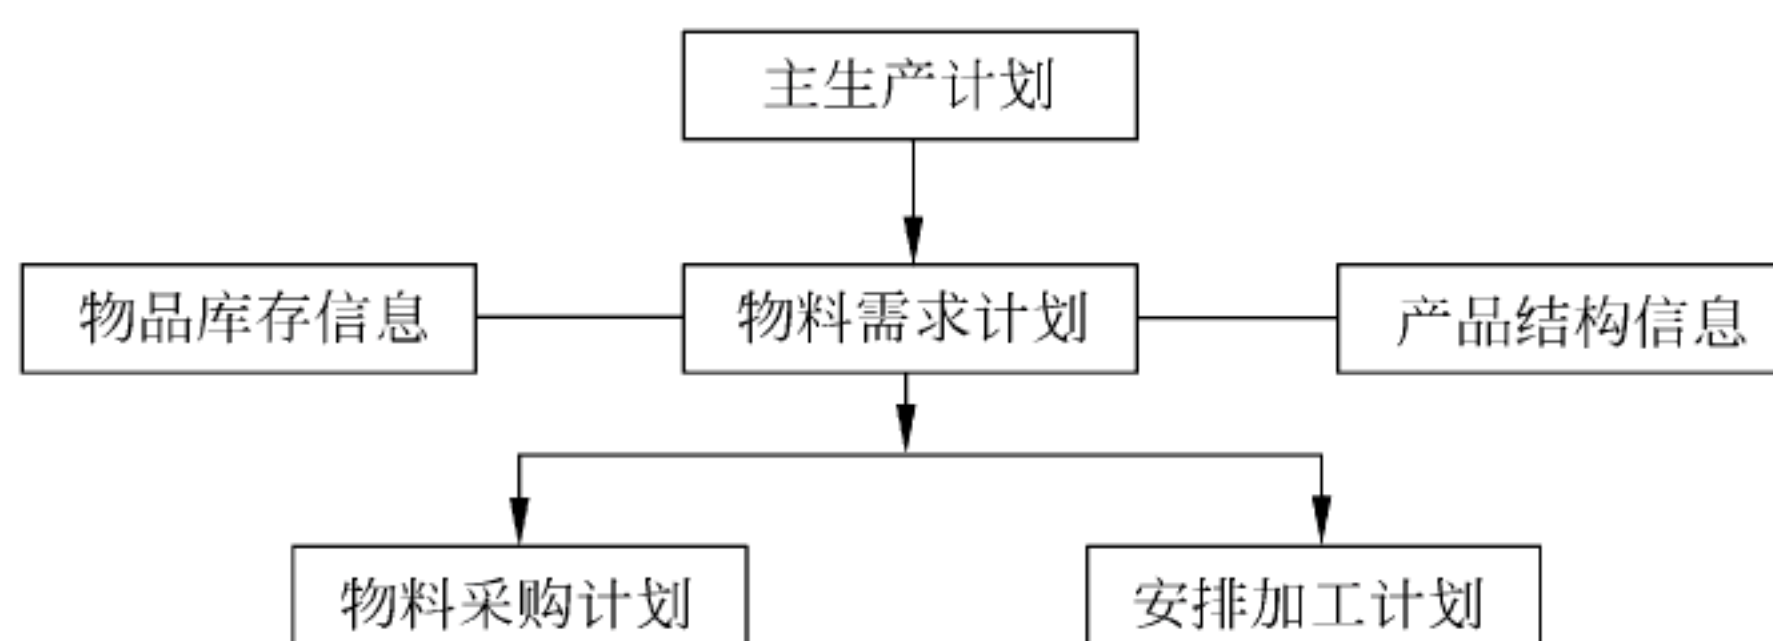 主生产计划
物品库存信息
物料需求计划
产品结构信息
物料采购计划
安排加工计划